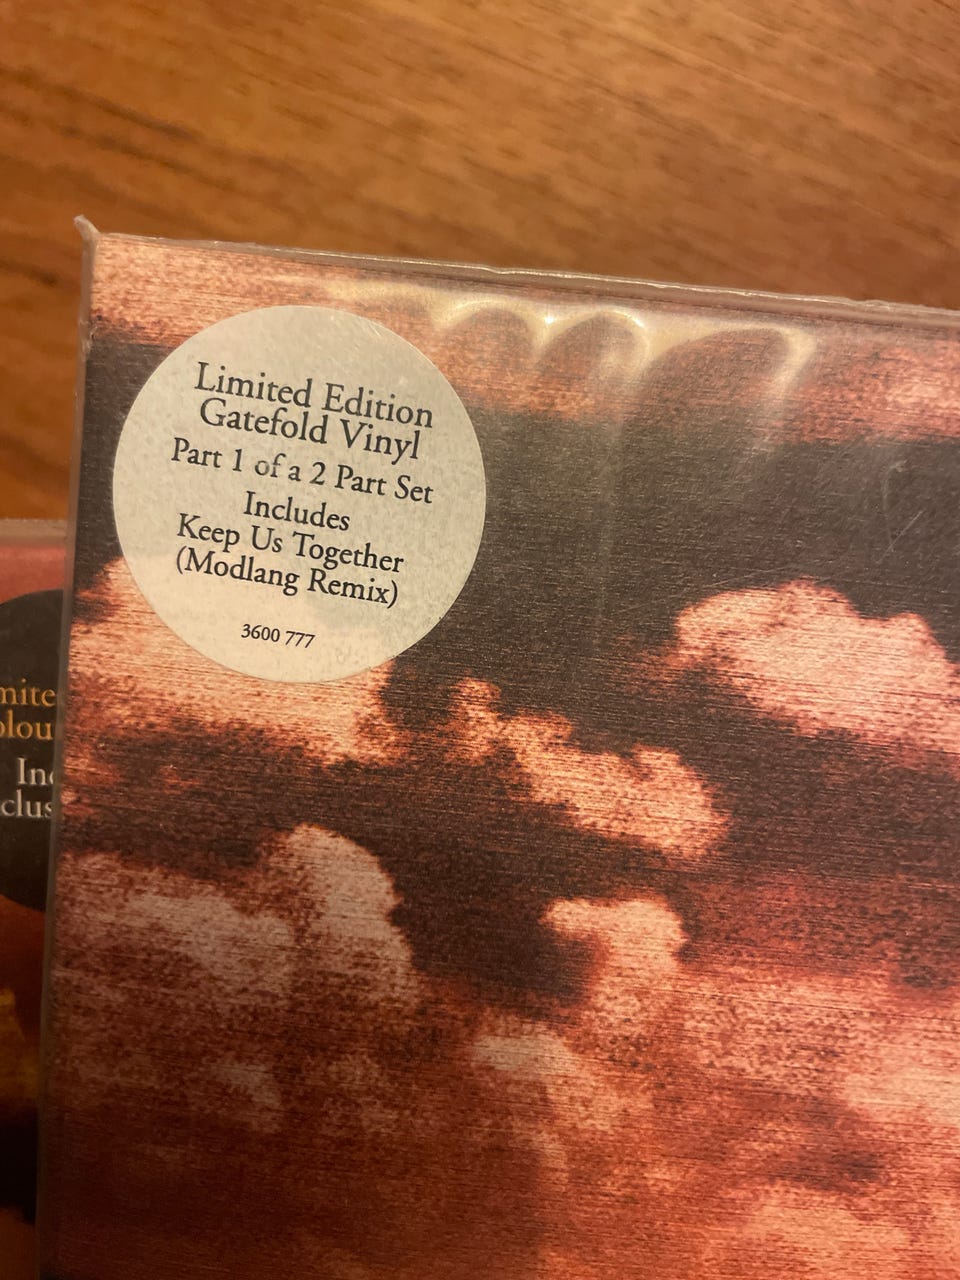 Limited Edition
Gatefold Vinyl
Part 1 of a 2 Part Set
Includes
Keep Us Together
(Modlang Remix)
3600 777